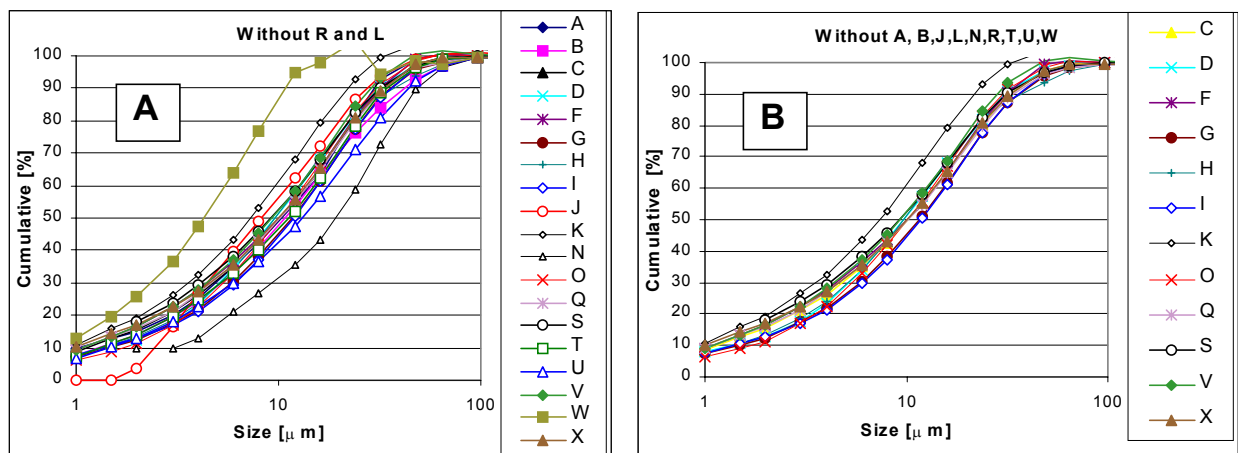 Without R and L
A
Cumulative [%]
100
90
80
70
60
50
40
30
20
10
0
1 10 100
Size [μ m]
A
B
C
D
F
G
H
I
J
K
N
O
Q
S
T
U
V
W
X
Without A, B,J,L,N,R,T,U,W
B
Cumulative [%]
100
90
80
70
60
50
40
30
20
10
0
1 10 100
Size [μ m]
C
D
F
G
H
I
K
O
Q
S
V
X